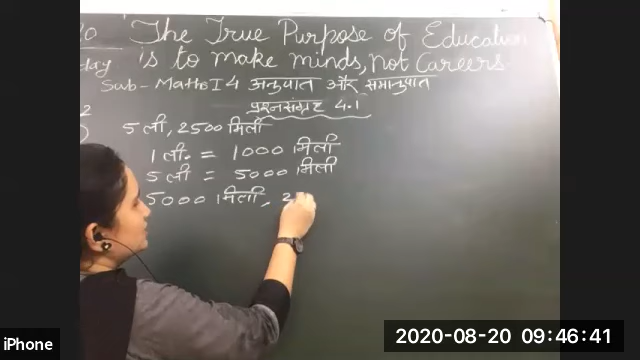 The True Purpose of Education
is to make minds, not Careers
Sub - Maths I 4 अनुपात और समानुपात
प्रश्नसंग्रह 4.1
5 ली, 2500 मिली
1 ली. = 1000 मिली
5 ली = 5000 मिली
5000 मिली, 2
iPhone
2020-08-20 09:46:41